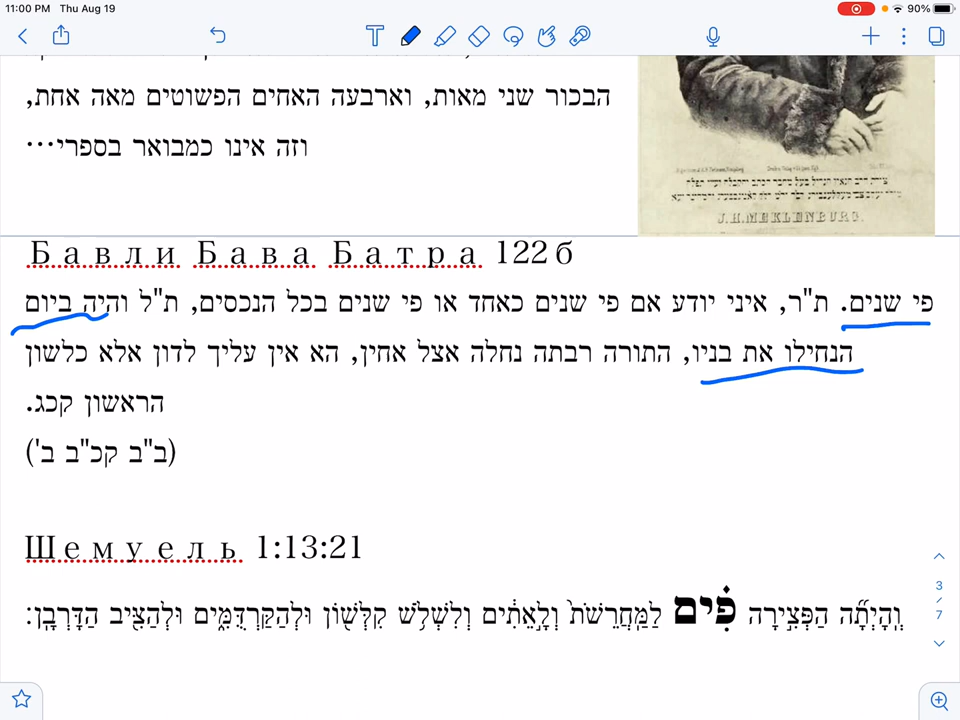 11:00 PM Thu Aug 19
90%
הבכור שני מאות, וארבעה האחים הפשוטים מאה אחת,
וזה אינו כמבואר בספרי...
J.H.MEKLENBURG.
Бавли Бава Батра 122б
פי שנים. ת"ר, איני יודע אם פי שנים כאחד או פי שנים בכל הנכסים, ת"ל והיה ביום
הנחילו את בניו, התורה רבתה נחלה אצל אחין, הא אין עליך לדון אלא כלשון
הראשון קכג.
(ב"ב קכ"ב ב')
Шемуель 1:13:21
וְֽהָיְתָ֞ה הַפְּצִ֣ירָה פִ֗ים לַמַּֽחֲרֵשֹׁת֙ וְלָ֣אֵתִ֔ים וְלִשְׁלֹ֥שׁ קִלְּשׁ֖וֹן וּלְהַקַּרְדֻּמִּ֑ים וּלְהַצִּ֖יב הַדָּרְבָֽן׃
3
/
7